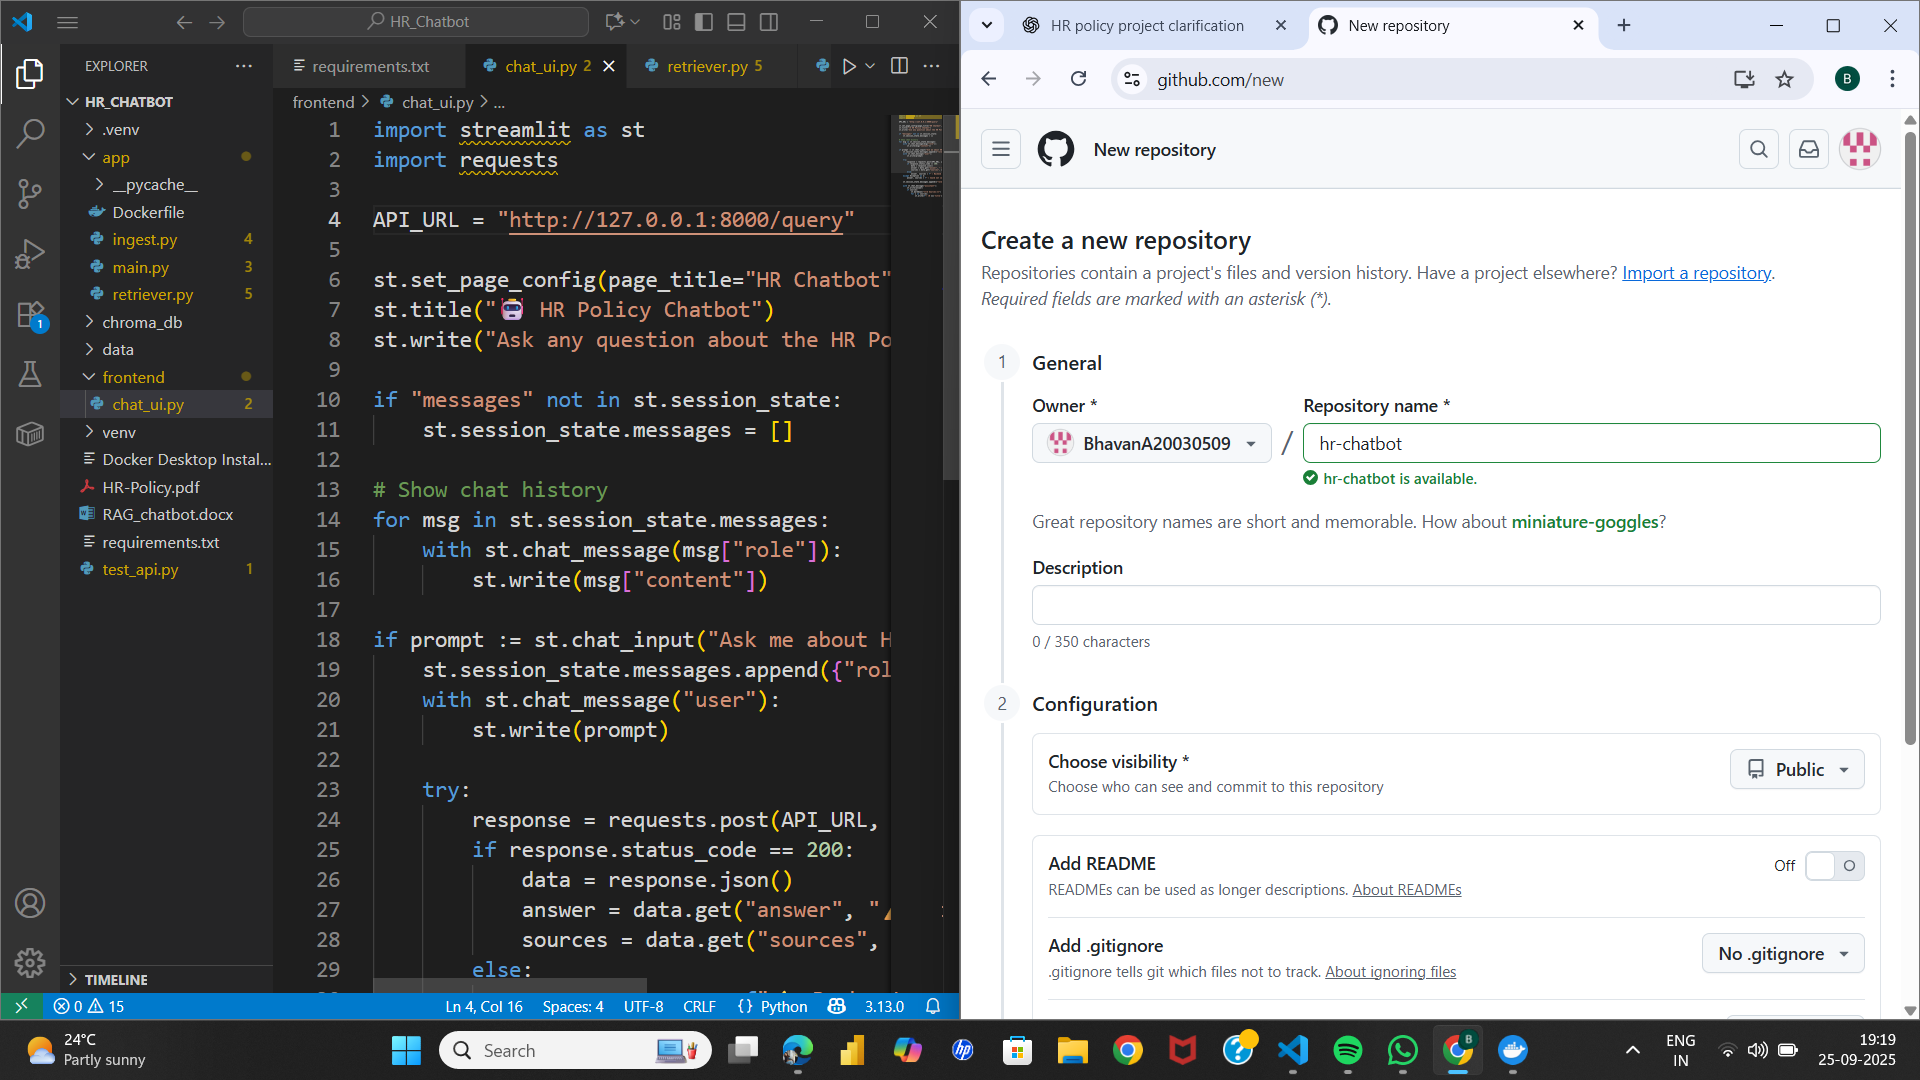 HR_Chatbot
EXPLORER
HR_CHATBOT
.venv
app
__pycache__
Dockerfile
ingest.py 4
main.py 3
retriever.py 5
chroma_db
data
frontend
chat_ui.py 2
venv
Docker Desktop Instal...
HR-Policy.pdf
RAG_chatbot.docx
requirements.txt
test_api.py 1
TIMELINE
1
requirements.txt
chat_ui.py 2
retriever.py 5
frontend > chat_ui.py > ...
1 import streamlit as st
2 import requests
3
4 API_URL = "http://127.0.0.1:8000/query"
5
6 st.set_page_config(page_title="HR Chatbot"
7 st.title("🤖 HR Policy Chatbot")
8 st.write("Ask any question about the HR Po
9
10 if "messages" not in st.session_state:
11 st.session_state.messages = []
12
13 # Show chat history
14 for msg in st.session_state.messages:
15 with st.chat_message(msg["role"]):
16 st.write(msg["content"])
17
18 if prompt := st.chat_input("Ask me about H
19 st.session_state.messages.append({"rol
20 with st.chat_message("user"):
21 st.write(prompt)
22
23 try:
24 response = requests.post(API_URL,
25 if response.status_code == 200:
26 data = response.json()
27 answer = data.get("answer", "
28 sources = data.get("sources",
29 else:
0 15
Ln 4, Col 16
Spaces: 4
UTF-8
CRLF
{} Python
3.13.0
HR policy project clarification
New repository
github.com/new
B
New repository
Create a new repository
Repositories contain a project's files and version history. Have a project elsewhere? Import a repository.
Required fields are marked with an asterisk (*).
1 General
Owner *
Repository name *
BhavanA20030509 / hr-chatbot
hr-chatbot is available.
Great repository names are short and memorable. How about miniature-goggles?
Description
0 / 350 characters
2 Configuration
Choose visibility *
Choose who can see and commit to this repository
Public
Add README
READMEs can be used as longer descriptions. About READMEs
Off
Add .gitignore
.gitignore tells git which files not to track. About ignoring files
No .gitignore
24°C
Partly sunny
Search
hp
B
ENG
IN
19:19
25-09-2025